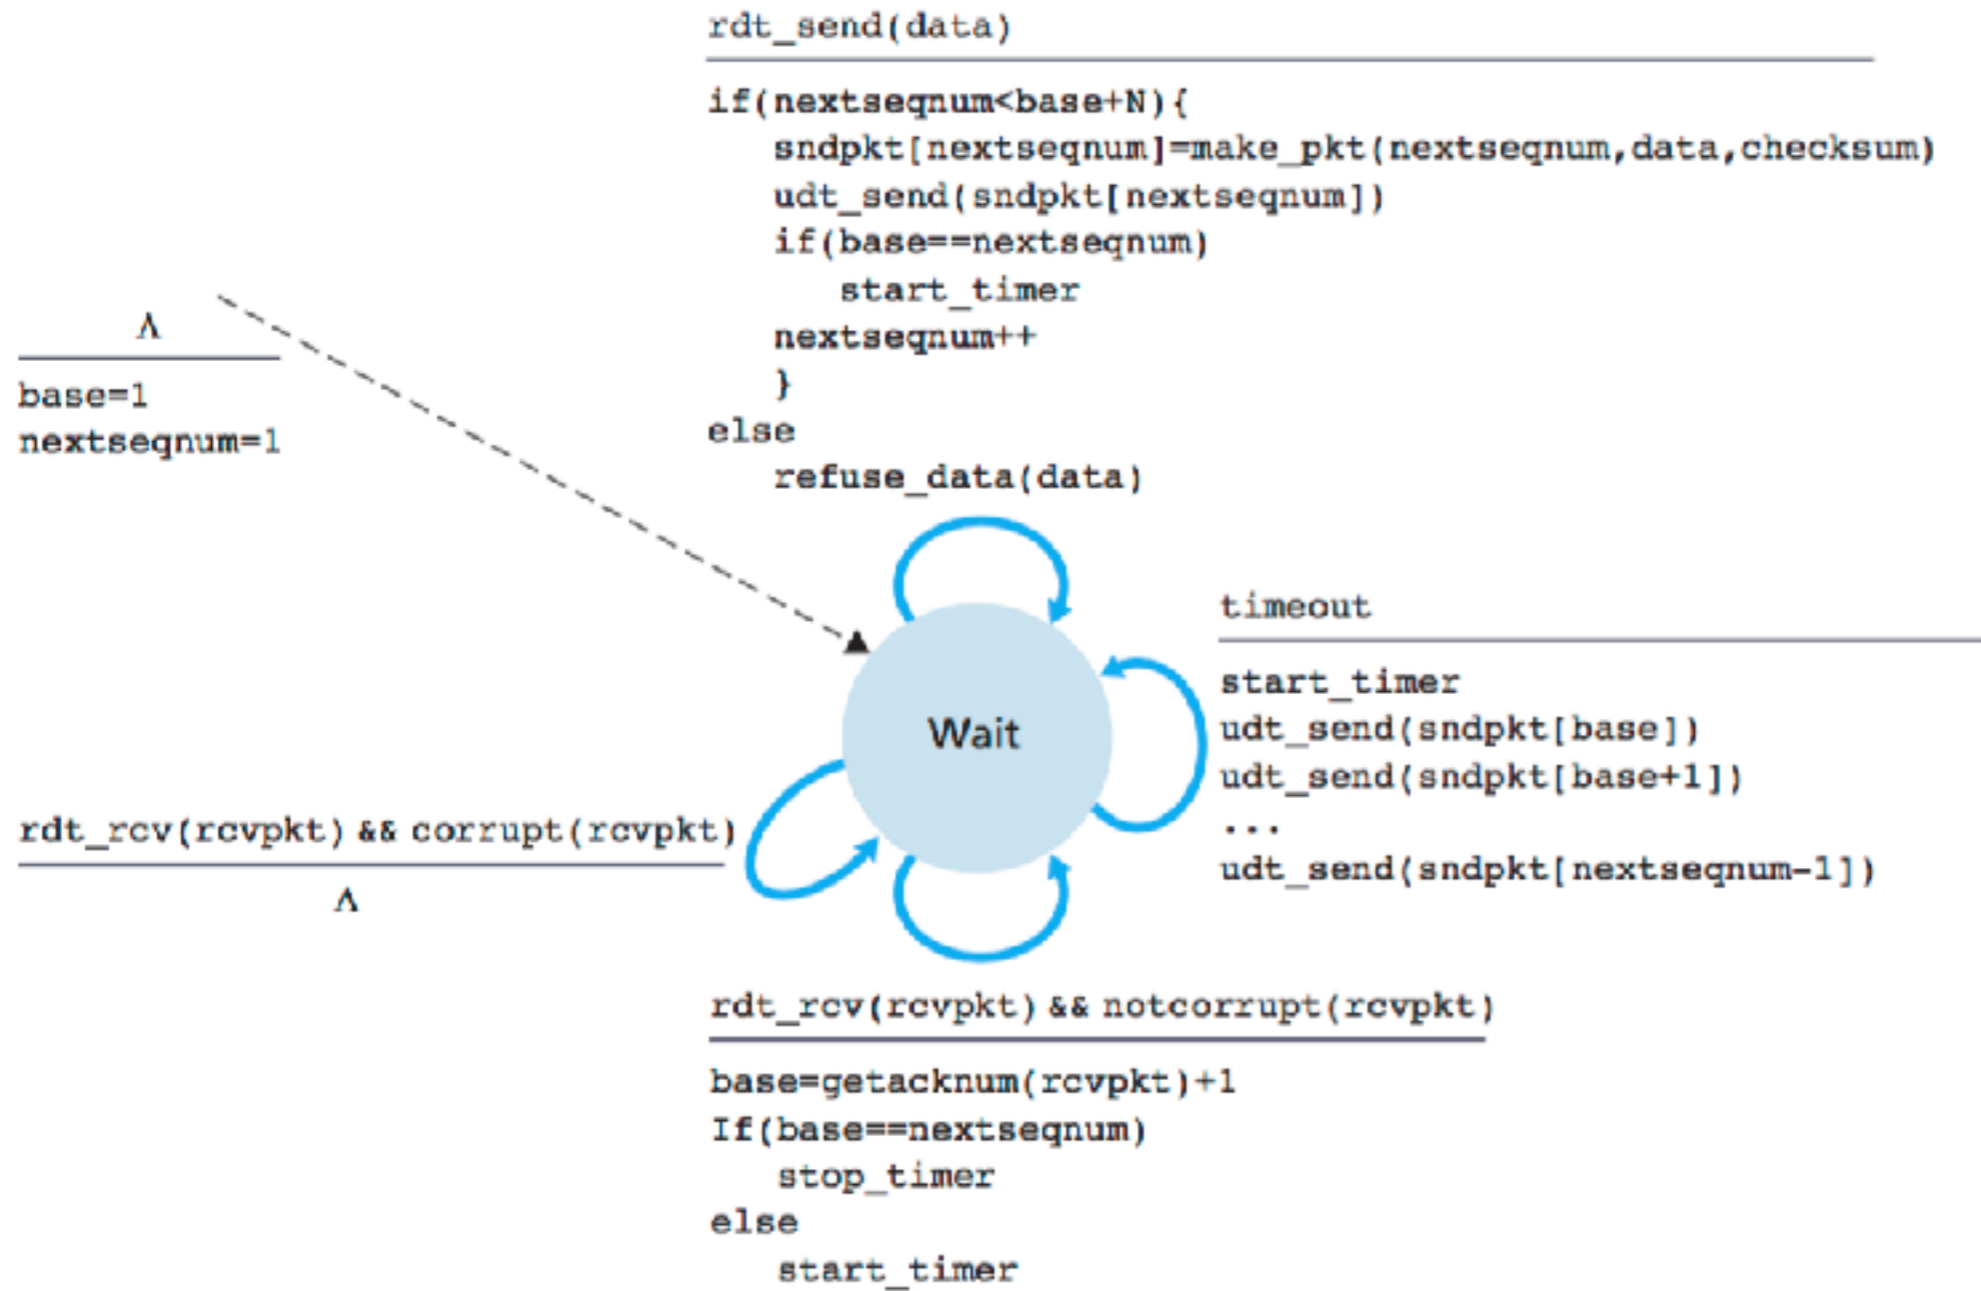 rdt_send(data)
if(nextseqnum<base+N){
sndpkt[nextseqnum]=make_pkt(nextseqnum,data,checksum)
udt_send(sndpkt[nextseqnum])
if(base==nextseqnum)
start_timer
nextseqnum++
}
else
refuse_data(data)
Λ
base=1
nextseqnum=1
Wait
timeout
start_timer
udt_send(sndpkt[base])
udt_send(sndpkt[base+1])
...
udt_send(sndpkt[nextseqnum-1])
rdt_rcv(rcvpkt) && corrupt(rcvpkt)
Λ
rdt_rcv(rcvpkt) && notcorrupt(rcvpkt)
base=getacknum(rcvpkt)+1
If(base==nextseqnum)
stop_timer
else
start_timer